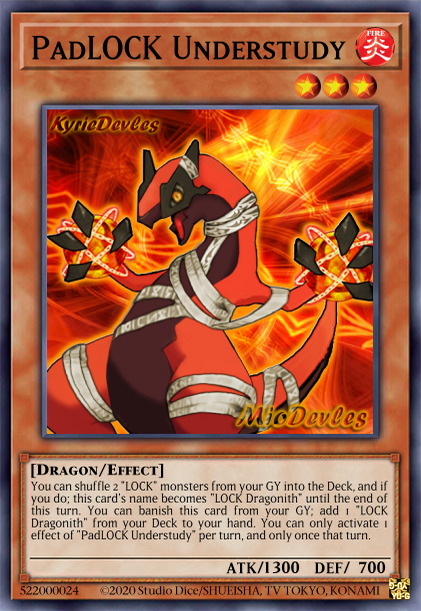 PadLOCK Understudy
FIRE
炎
KyrieDevles
MjoDevles
[Dragon/Effect]
You can shuffle 2 "LOCK" monsters from your GY into the Deck, and if
you do; this card's name becomes "LOCK Dragonith" until the end of
this turn. You can banish this card from your GY; add 1 "LOCK
Dragonith" from your Deck to your hand. You can only activate 1
effect of "PadLOCK Understudy" per turn, and only once that turn.
ATK/1300 DEF/ 700
522000024 ©2020 Studio Dice/SHUEISHA, TV TOKYO, KONAMI